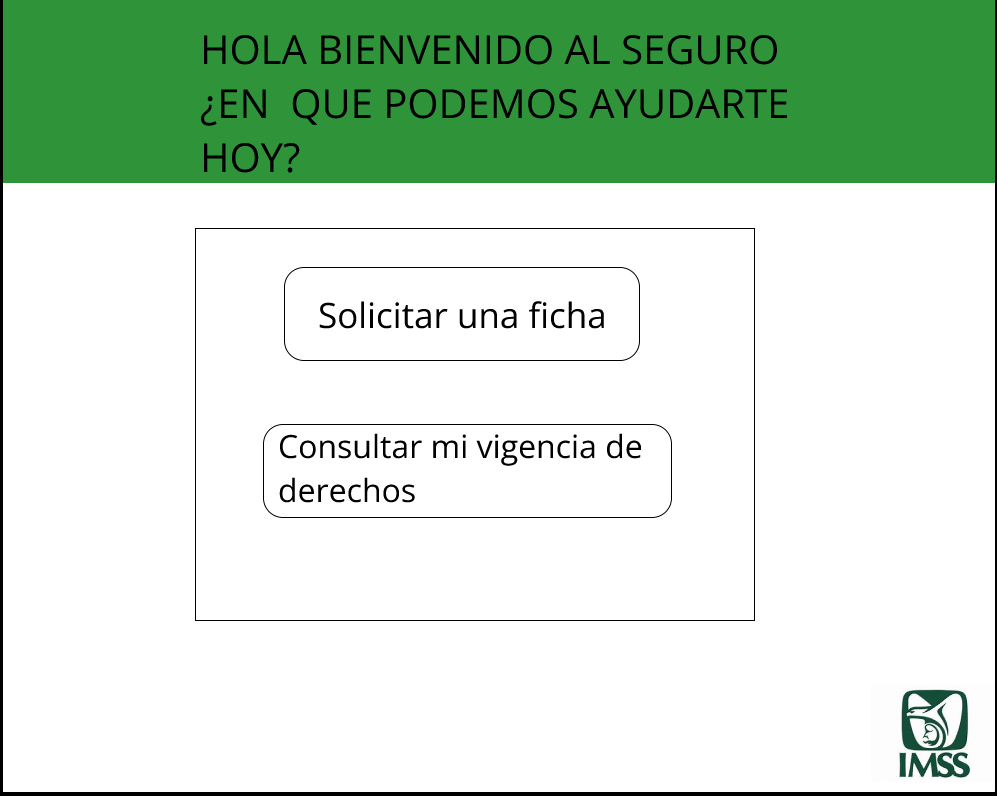 HOLA BIENVENIDO AL SEGURO
¿EN  QUE PODEMOS AYUDARTE
HOY?
Solicitar una ficha
Consultar mi vigencia de
derechos
IMSS